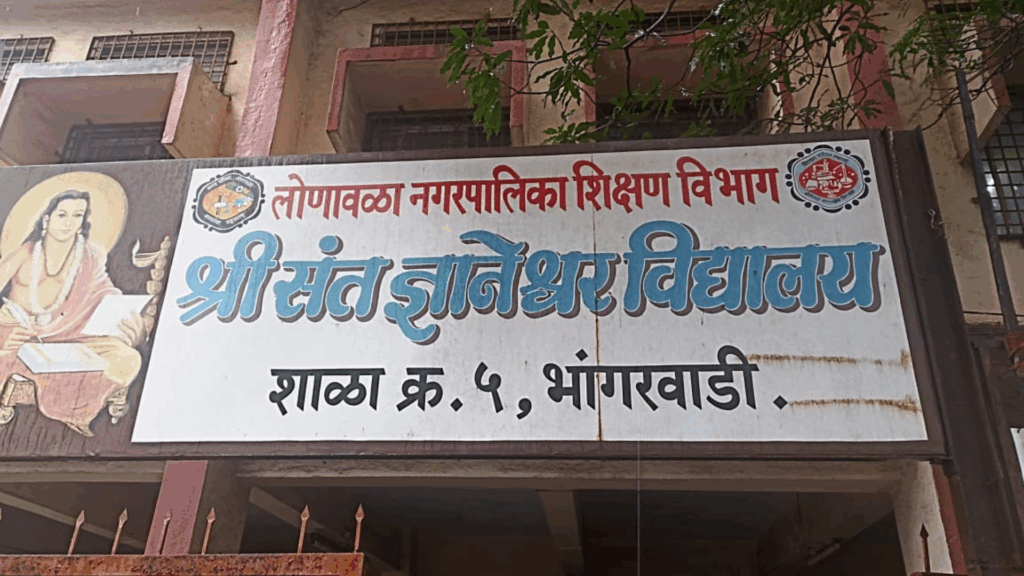 लोणावळा नगरपालिका शिक्षण विभाग
श्री संत ज्ञानेश्वर विद्यालय
शाळा क्र. ५, भांगरवाडी.